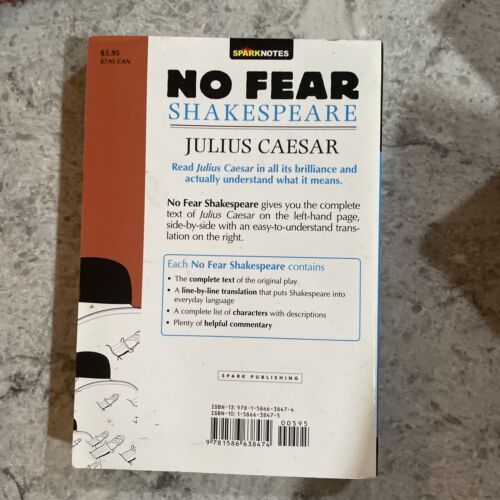 $5.95
$7.95 CAN
SPARKNOTES
NO FEAR
SHAKESPEARE
JULIUS CAESAR
Read Julius Caesar in all its brilliance and
actually understand what it means.
No Fear Shakespeare gives you the complete
text of Julius Caesar on the left-hand page,
side-by-side with an easy-to-understand trans-
lation on the right.
Each No Fear Shakespeare contains
• The complete text of the original play
• A line-by-line translation that puts Shakespeare into
everyday language
• A complete list of characters with descriptions
• Plenty of helpful commentary
SPARK PUBLISHING
ISBN-13: 978-1-5866-3847-4
ISBN-10: 1-5866-3847-5
00595
9781586638474